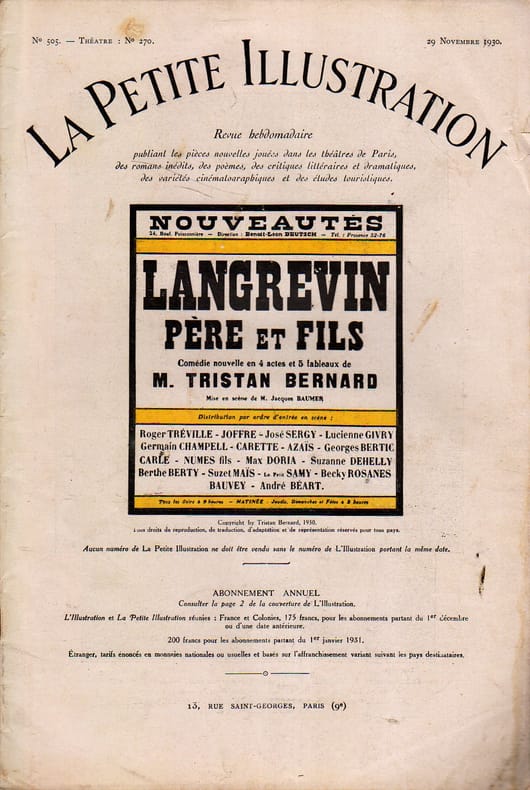 Nº 505. — Théatre : Nº 270.
29 Novembre 1930.
La Petite Illustration
Revue hebdomadaire
publiant les pièces nouvelles jouées dans les théâtres de Paris,
des romans inédits, des poèmes, des critiques littéraires et dramatiques,
des variétés cinématographiques et des études touristiques.
NOUVEAUTÉS
24, Boul. Poissonnière — Direction : Benoît-Léon DEUTSCH — Tél. : Provence 52-76
LANGREVIN
PÈRE ET FILS
Comédie nouvelle en 4 actes et 5 tableaux de
M. TRISTAN BERNARD
Mise en scène de M. Jacques BAUMER
Distribution par ordre d'entrée en scène :
Roger TRÉVILLE - JOFFRE - José SERGY - Lucienne GIVRY
Germain CHAMPELL - CARETTE - AZAÏS - Georges BERTIC
CARLE - NUMES fils - Max DORIA - Suzanne DEHELLY
Berthe BERTY - Suzet MAÏS - Le Petit SAMY - Becky ROSANES
BAUVEY - André BÉART.
Tous les Soirs à 9 heures — MATINÉE : Jeudis, Dimanches et Fêtes à 3 heures
Copyright by Tristan Bernard, 1930.
Tous droits de reproduction, de traduction, d'adaptation et de représentation réservés pour tous pays.
Aucun numéro de La Petite Illustration ne doit être vendu sans le numéro de L'Illustration portant la même date.
ABONNEMENT ANNUEL
Consulter la page 2 de la couverture de L'Illustration.
L'Illustration et La Petite Illustration réunies : France et Colonies, 175 francs, pour les abonnements partant du 1er décembre
ou d'une date antérieure.
200 francs pour les abonnements partant du 1er janvier 1931.
Étranger, tarifs énoncés en monnaies nationales ou usuelles et basés sur l'affranchissement variant suivant les pays destinataires.
13, RUE SAINT-GEORGES, PARIS (9e)